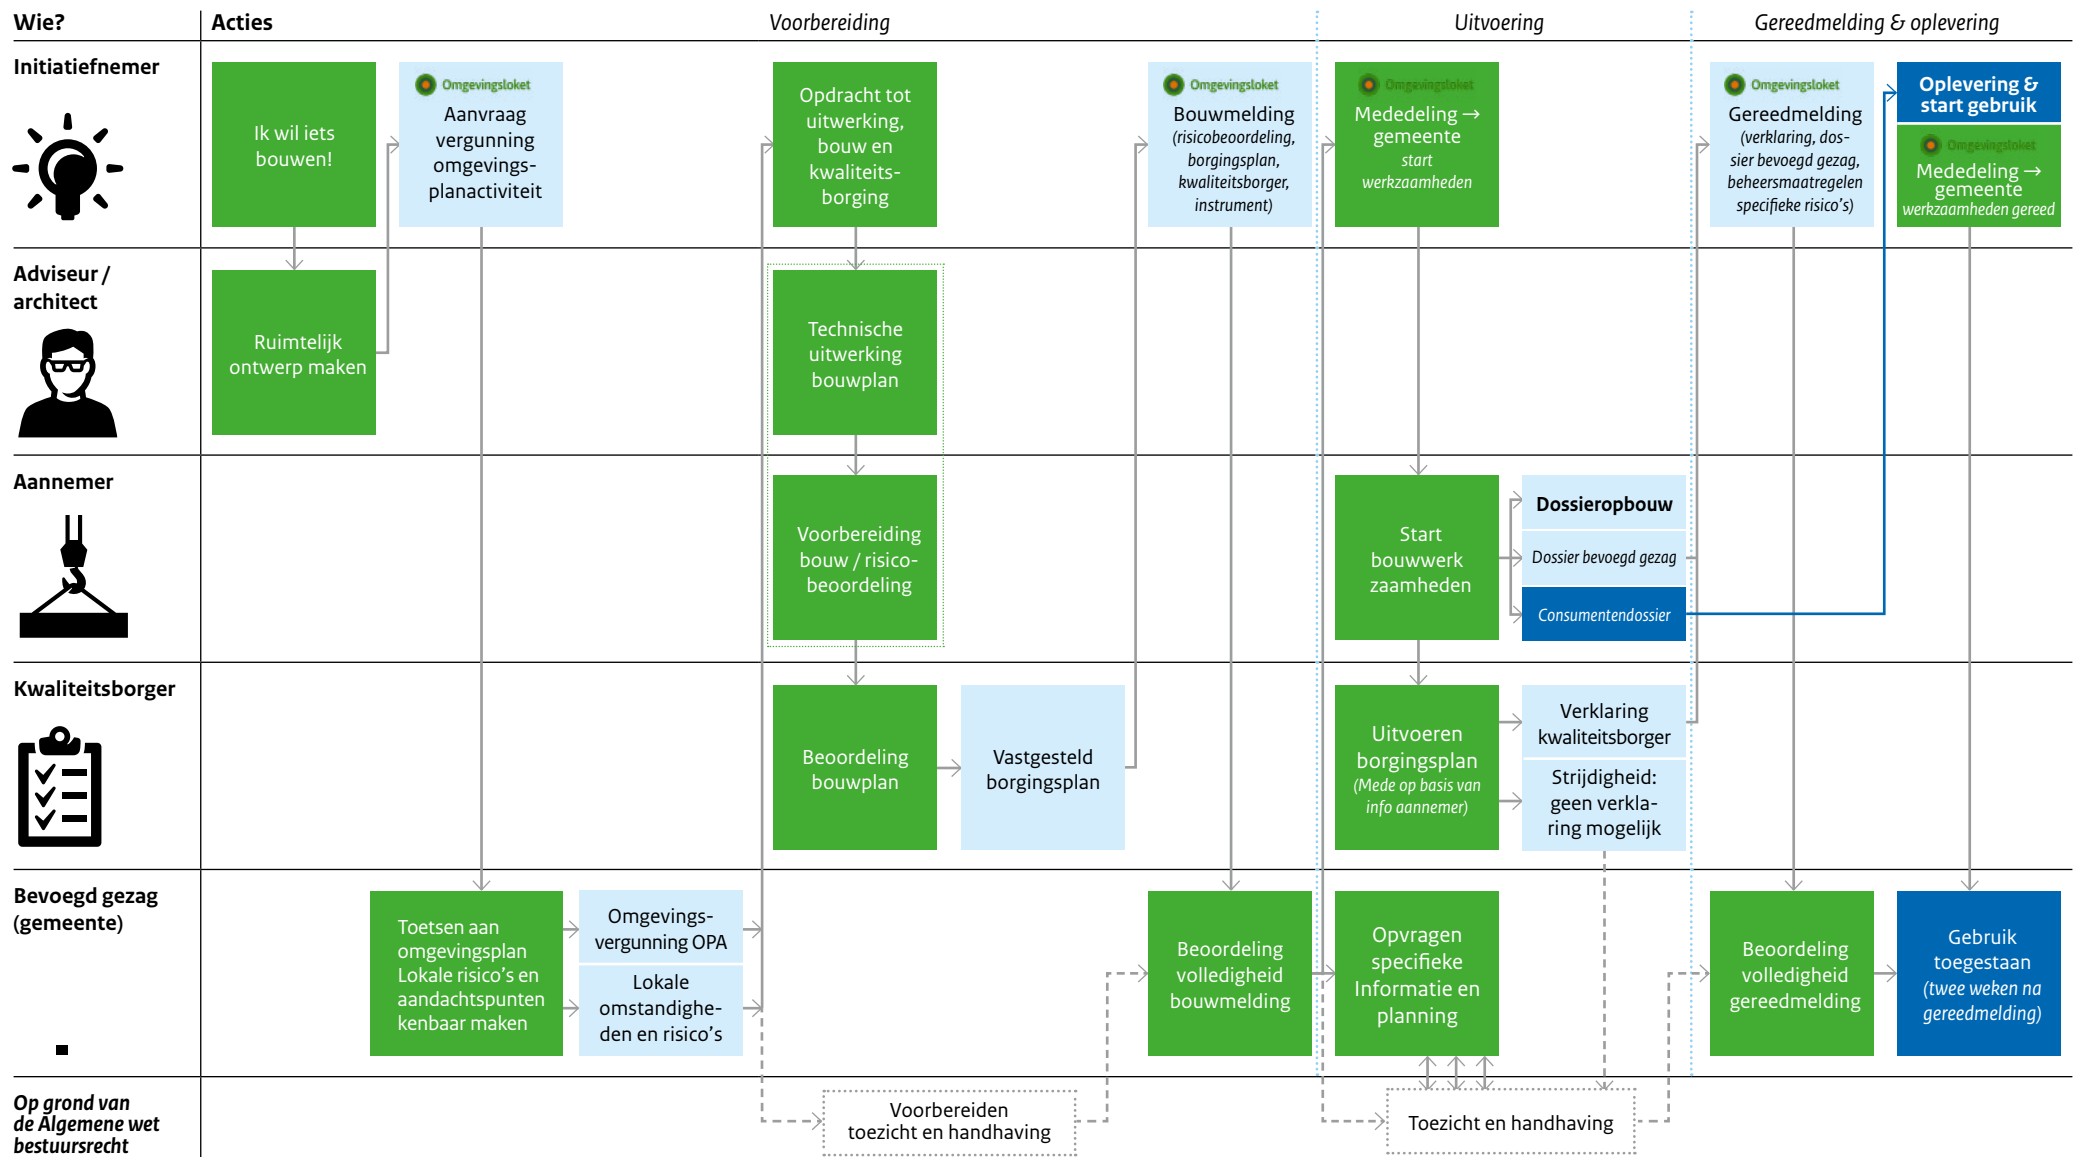 Wie?
Acties
Voorbereiding
Uitvoering
Gereedmelding & oplevering
Initiatiefnemer
Ik wil iets
bouwen!
Omgevingsloket
Aanvraag
vergunning
omgevings-
planactiviteit
Opdracht tot
uitwerking,
bouw en
kwaliteits-
borging
Omgevingsloket
Bouwmelding
(risicobeoordeling,
borgingsplan,
kwaliteitsborger,
instrument)
Omgevingsloket
Mededeling →
gemeente
start
werkzaamheden
Omgevingsloket
Gereedmelding
(verklaring, dos-
sier bevoegd gezag,
beheersmaatregelen
specifieke risico's)
Oplevering &
start gebruik
Omgevingsloket
Mededeling →
gemeente
werkzaamheden gereed
Adviseur /
architect
Ruimtelijk
ontwerp maken
Technische
uitwerking
bouwplan
Aannemer
Voorbereiding
bouw / risico-
beoordeling
Start
bouwwerk
zaamheden
Dossieropbouw
Dossier bevoegd gezag
Consumentendossier
Kwaliteitsborger
Beoordeling
bouwplan
Vastgesteld
borgingsplan
Uitvoeren
borgingsplan
(Mede op basis van
info aannemer)
Verklaring
kwaliteitsborger
Strijdigheid:
geen verkla-
ring mogelijk
Bevoegd gezag
(gemeente)
Toetsen aan
omgevingsplan
Lokale risico's en
aandachtspunten
kenbaar maken
Omgevings-
vergunning OPA
Lokale
omstandighe-
den en risico's
Beoordeling
volledigheid
bouwmelding
Opvragen
specifieke
Informatie en
planning
Beoordeling
volledigheid
gereedmelding
Gebruik
toegestaan
(twee weken na
gereedmelding)
Op grond van
de Algemene wet
bestuursrecht
Voorbereiden
toezicht en handhaving
Toezicht en handhaving